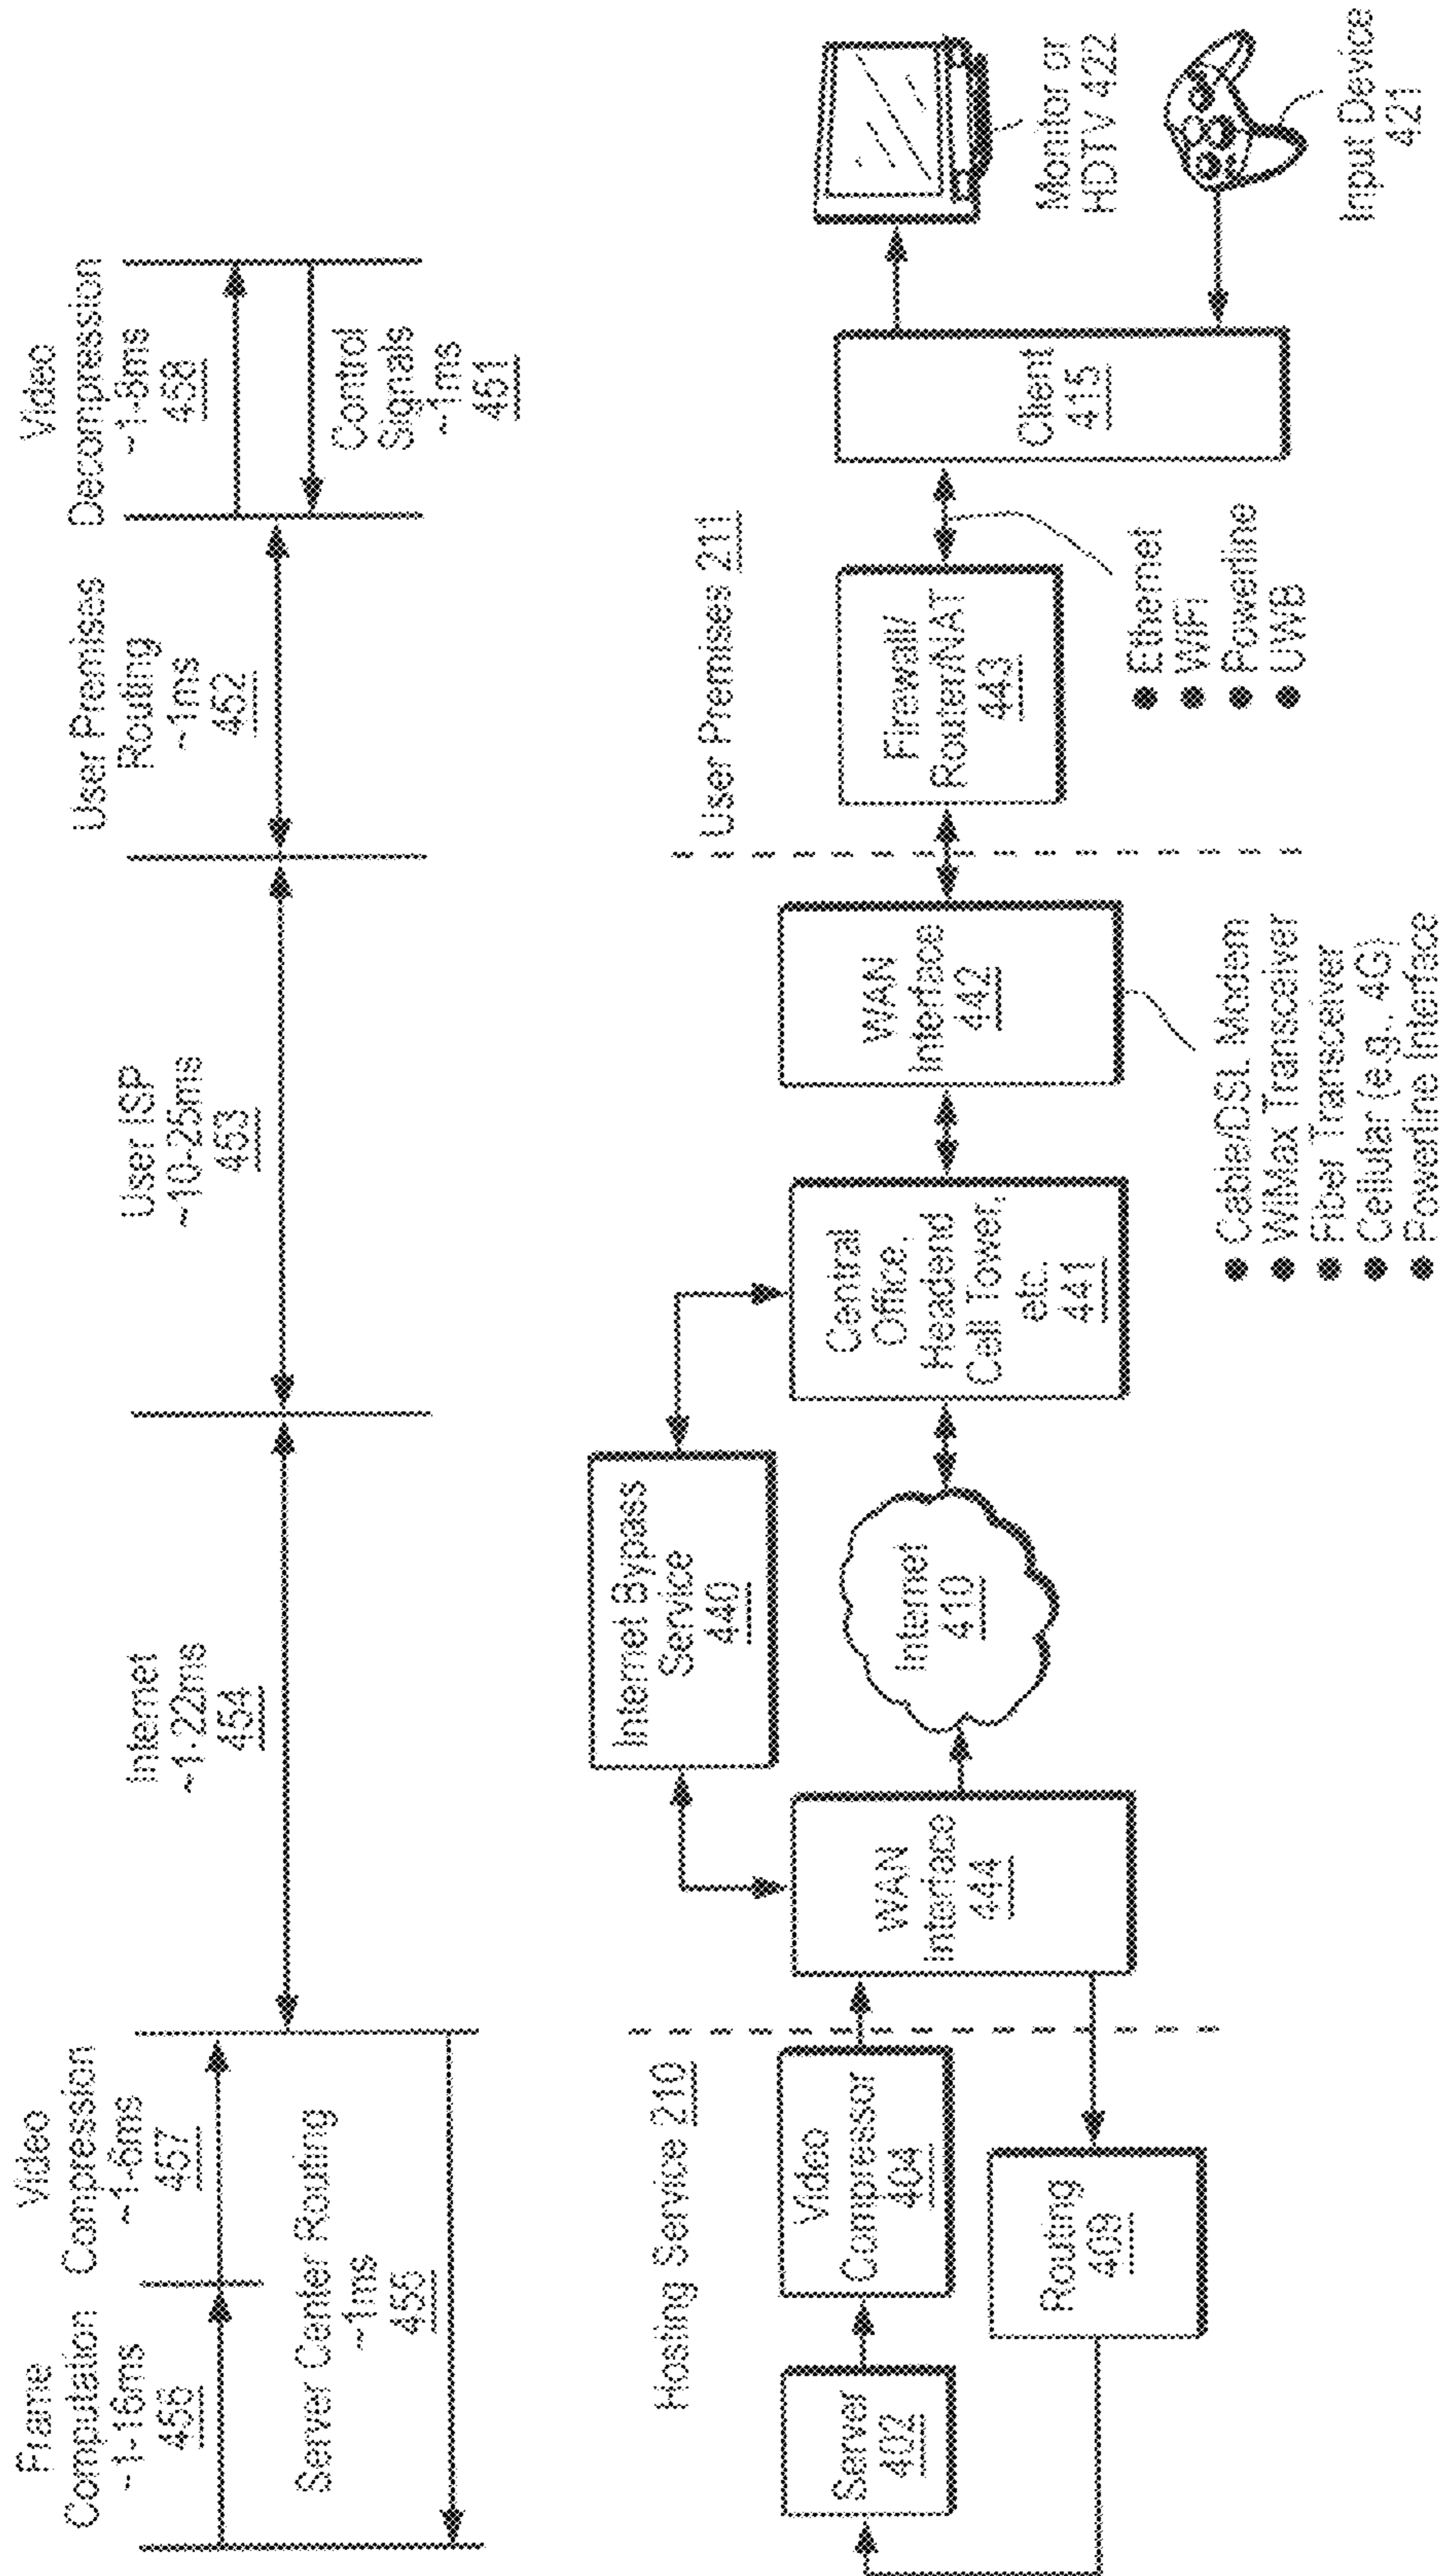 Frame
Computation
~1-16ms
456
Video
Compression
~1-6ms
457
Server Center Routing
~1ms
455
Internet
~1-22ms
454
User ISP
~10-25ms
453
User Premises
Routing
~1ms
452
Video
Decompression
~1-6ms
458
Control
Signals
~1ms
451
Hosting Service 210
Server
402
Video
Compressor
404
Routing
409
WAN
Interface
444
Internet Bypass
Service
440
Internet
410
Central
Office,
Headend
Cell Tower,
etc.
441
WAN
Interface
442
● Cable/DSL Modem
● WiMax Transceiver
● Fiber Transceiver
● Cellular (e.g., 4G)
● Powerline Interface
User Premises 211
Firewall/
Router/NAT
443
● Ethernet
● WiFi
● Powerline
● UWB
Client
415
Monitor or
HDTV 422
Input Device
421